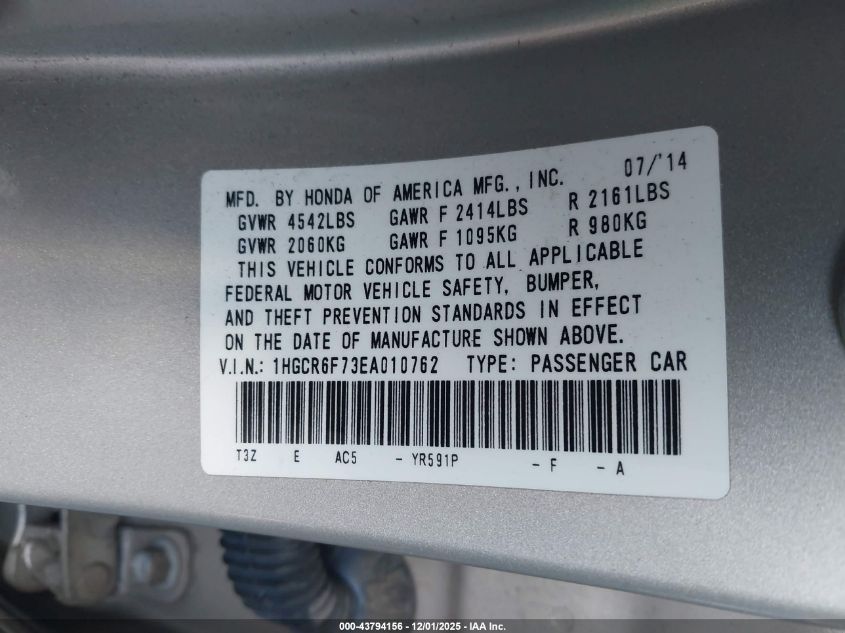 07/'14
MFD. BY HONDA OF AMERICA MFG., INC.
GVWR 4542LBS GAWR F 2414LBS R 2161LBS
GVWR 2060KG GAWR F 1095KG R 980KG
THIS VEHICLE CONFORMS TO ALL APPLICABLE
FEDERAL MOTOR VEHICLE SAFETY, BUMPER,
AND THEFT PREVENTION STANDARDS IN EFFECT
ON THE DATE OF MANUFACTURE SHOWN ABOVE.
V.I.N.: 1HGCR6F73EA010762 TYPE: PASSENGER CAR
T3Z E AC5 - YR591P - F - A
000-43794156 - 12/01/2025 - IAA Inc.